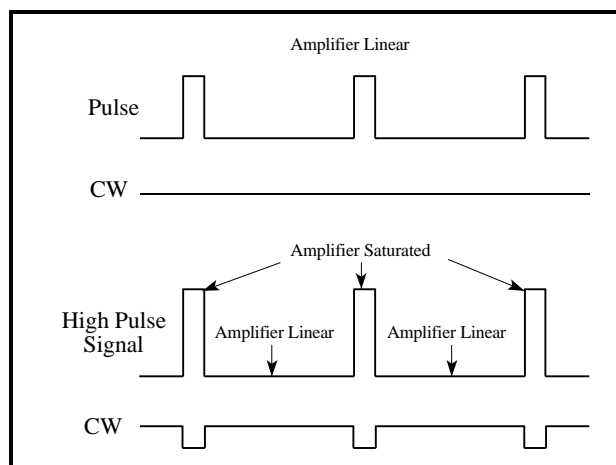 Amplifier Linear
Pulse
CW
Amplifier Saturated
High Pulse
Signal
Amplifier Linear
Amplifier Linear
CW